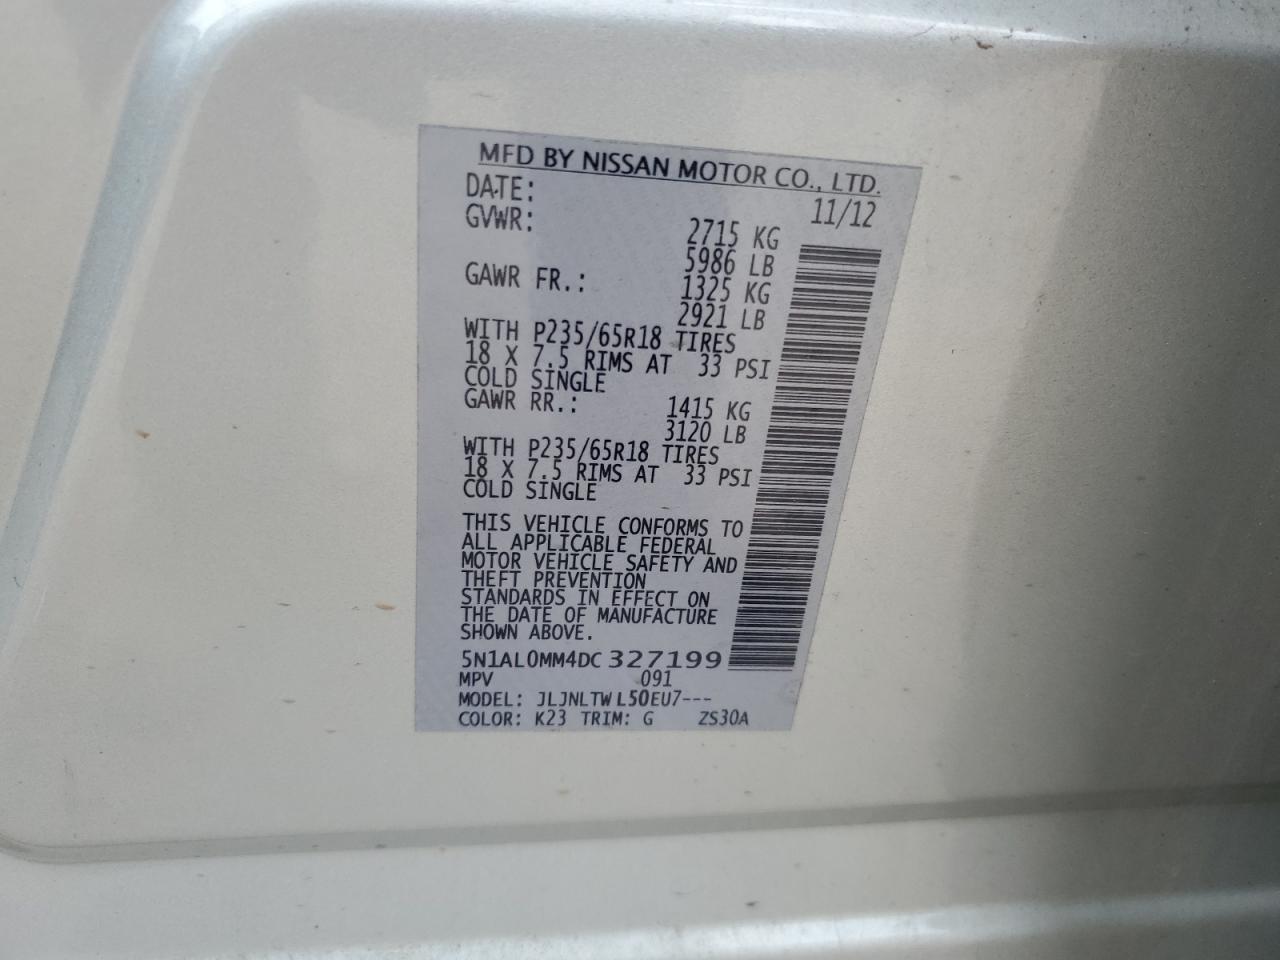 MFD BY NISSAN MOTOR CO., LTD.
DATE: 11/12
GVWR: 2715 KG
5986 LB
GAWR FR.: 1325 KG
2921 LB
WITH P235/65R18 TIRES
18 X 7.5 RIMS AT 33 PSI
COLD SINGLE
GAWR RR.: 1415 KG
3120 LB
WITH P235/65R18 TIRES
18 X 7.5 RIMS AT 33 PSI
COLD SINGLE
THIS VEHICLE CONFORMS TO
ALL APPLICABLE FEDERAL
MOTOR VEHICLE SAFETY AND
THEFT PREVENTION
STANDARDS IN EFFECT ON
THE DATE OF MANUFACTURE
SHOWN ABOVE.
5N1AL0MM4DC 327199
MPV 091
MODEL: JLJNLTW L50EU7---
COLOR: K23 TRIM: G ZS30A